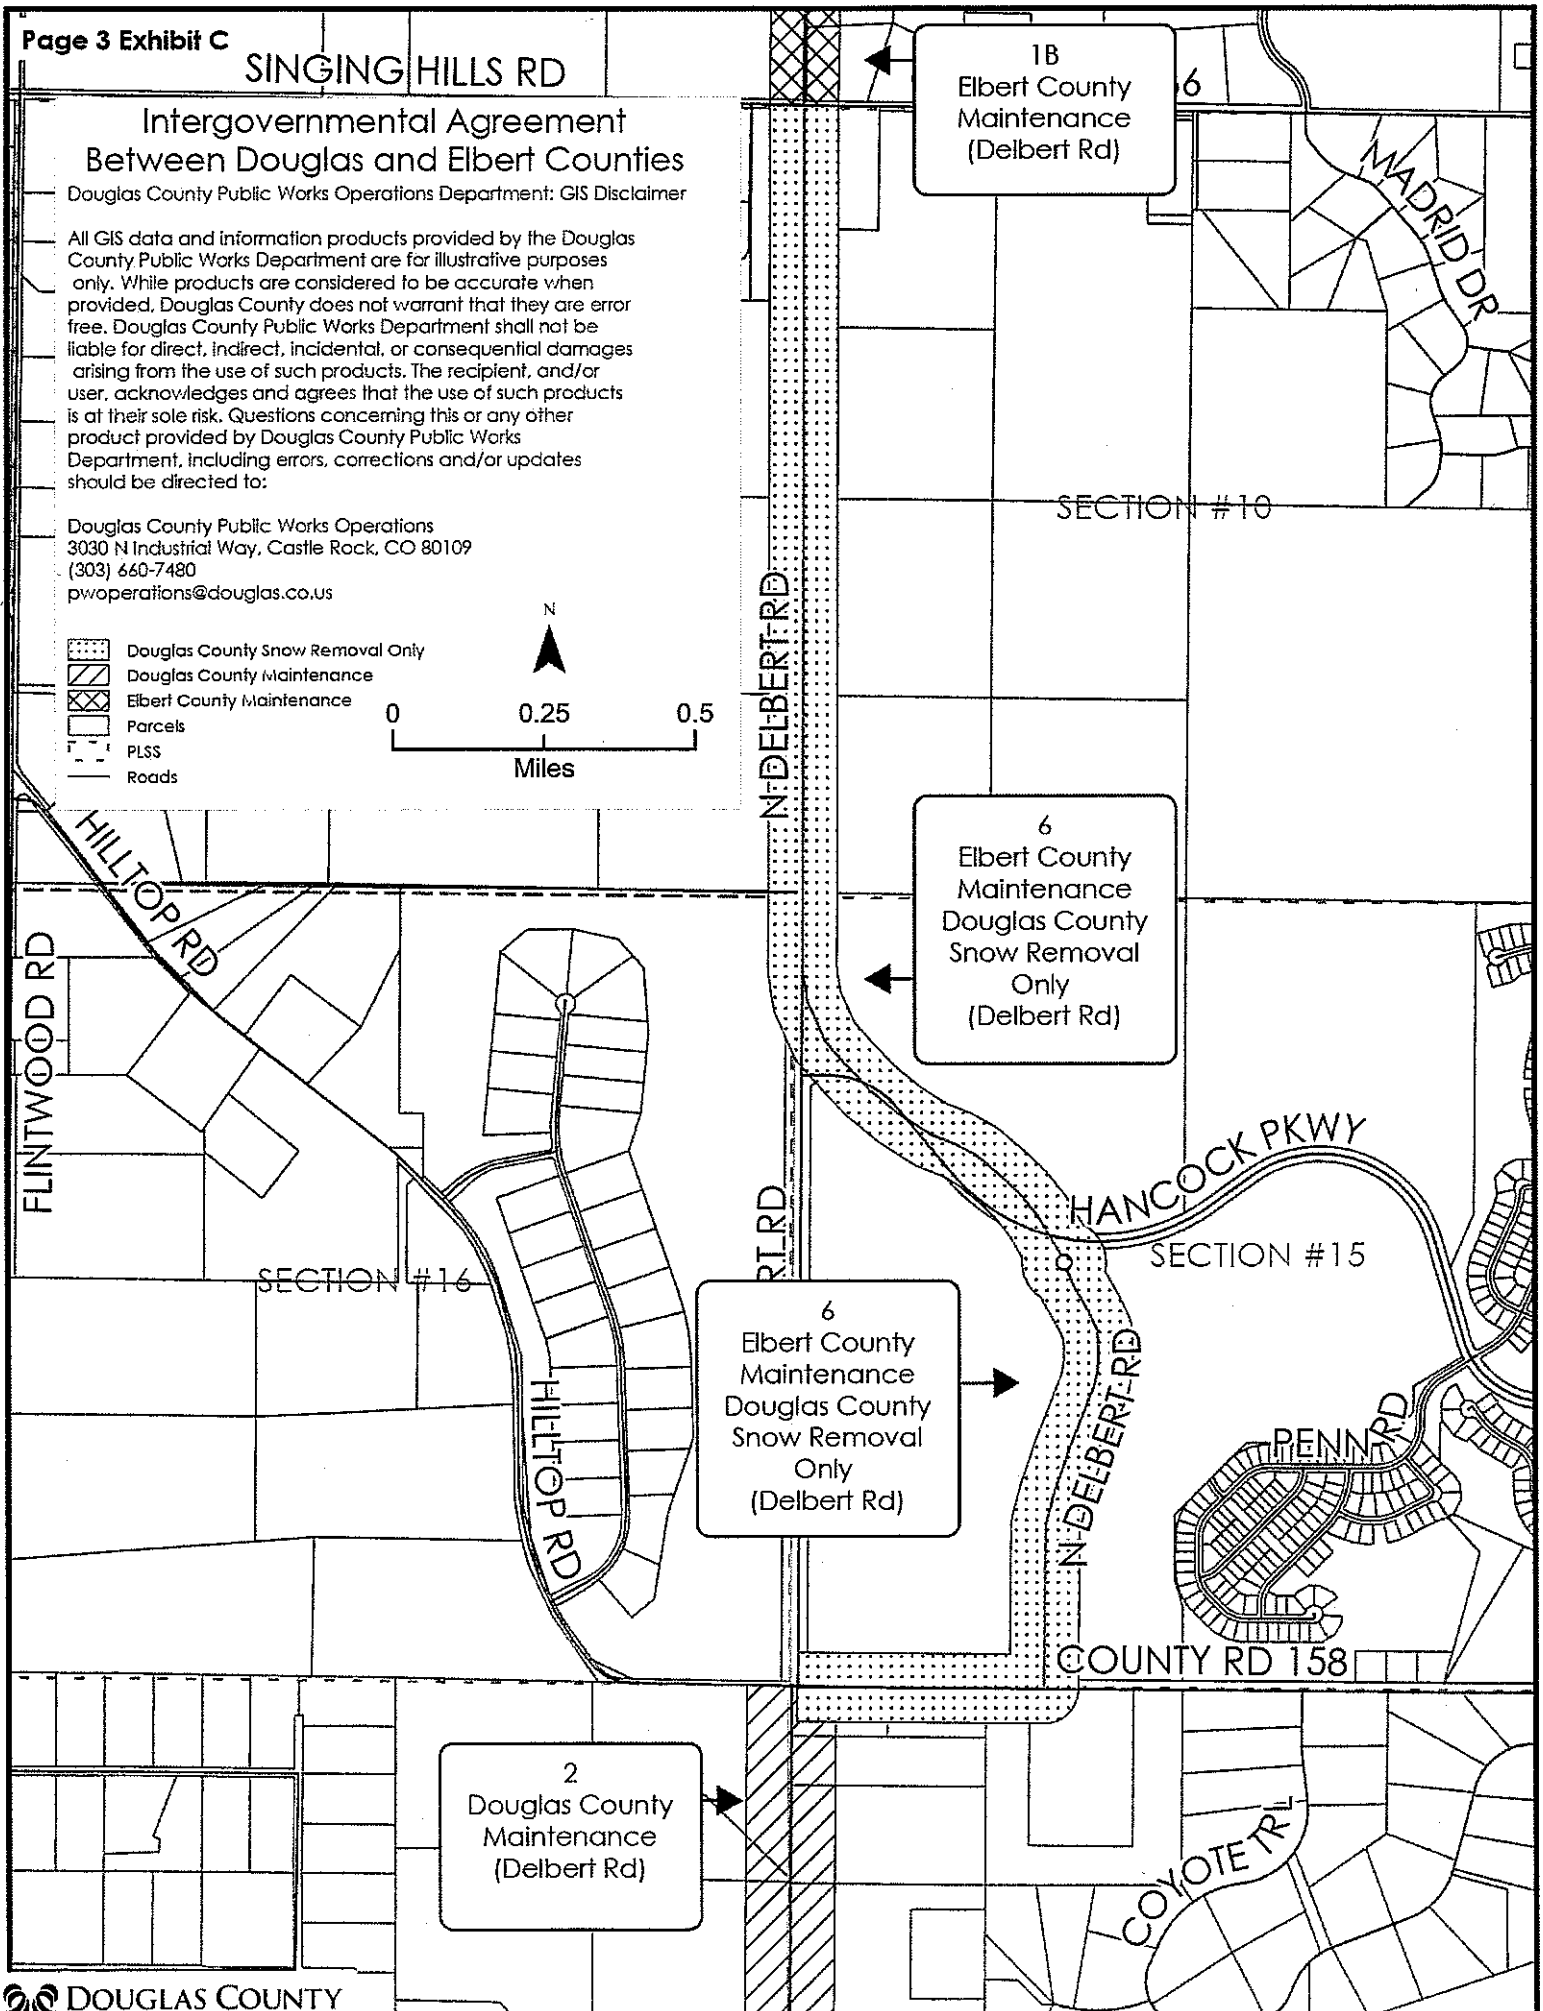 Page 3 Exhibit C
SINGING HILLS RD
Intergovernmental Agreement
Between Douglas and Elbert Counties
Douglas County Public Works Operations Department: GIS Disclaimer
All GIS data and information products provided by the Douglas
County Public Works Department are for illustrative purposes
only. While products are considered to be accurate when
provided, Douglas County does not warrant that they are error
free. Douglas County Public Works Department shall not be
liable for direct, indirect, incidental, or consequential damages
arising from the use of such products. The recipient, and/or
user, acknowledges and agrees that the use of such products
is at their sole risk. Questions concerning this or any other
product provided by Douglas County Public Works
Department, including errors, corrections and/or updates
should be directed to:
Douglas County Public Works Operations
3030 N Industrial Way, Castle Rock, CO 80109
(303) 660-7480
pwoperations@douglas.co.us
Douglas County Snow Removal Only
Douglas County Maintenance
Elbert County Maintenance
Parcels
PLSS
Roads
N
0 0.25 0.5
Miles
1B
Elbert County
Maintenance
(Delbert Rd)
6
MADRID DR
SECTION #10
N DELBERT RD
6
Elbert County
Maintenance
Douglas County
Snow Removal
Only
(Delbert Rd)
HILLTOP RD
FLINTWOOD RD
HANCOCK PKWY
SECTION #15
SECTION #16
RT RD
6
Elbert County
Maintenance
Douglas County
Snow Removal
Only
(Delbert Rd)
N DELBERT RD
HILLTOP RD
PENN RD
COUNTY RD 158
2
Douglas County
Maintenance
(Delbert Rd)
COYOTE TRL
DOUGLAS COUNTY